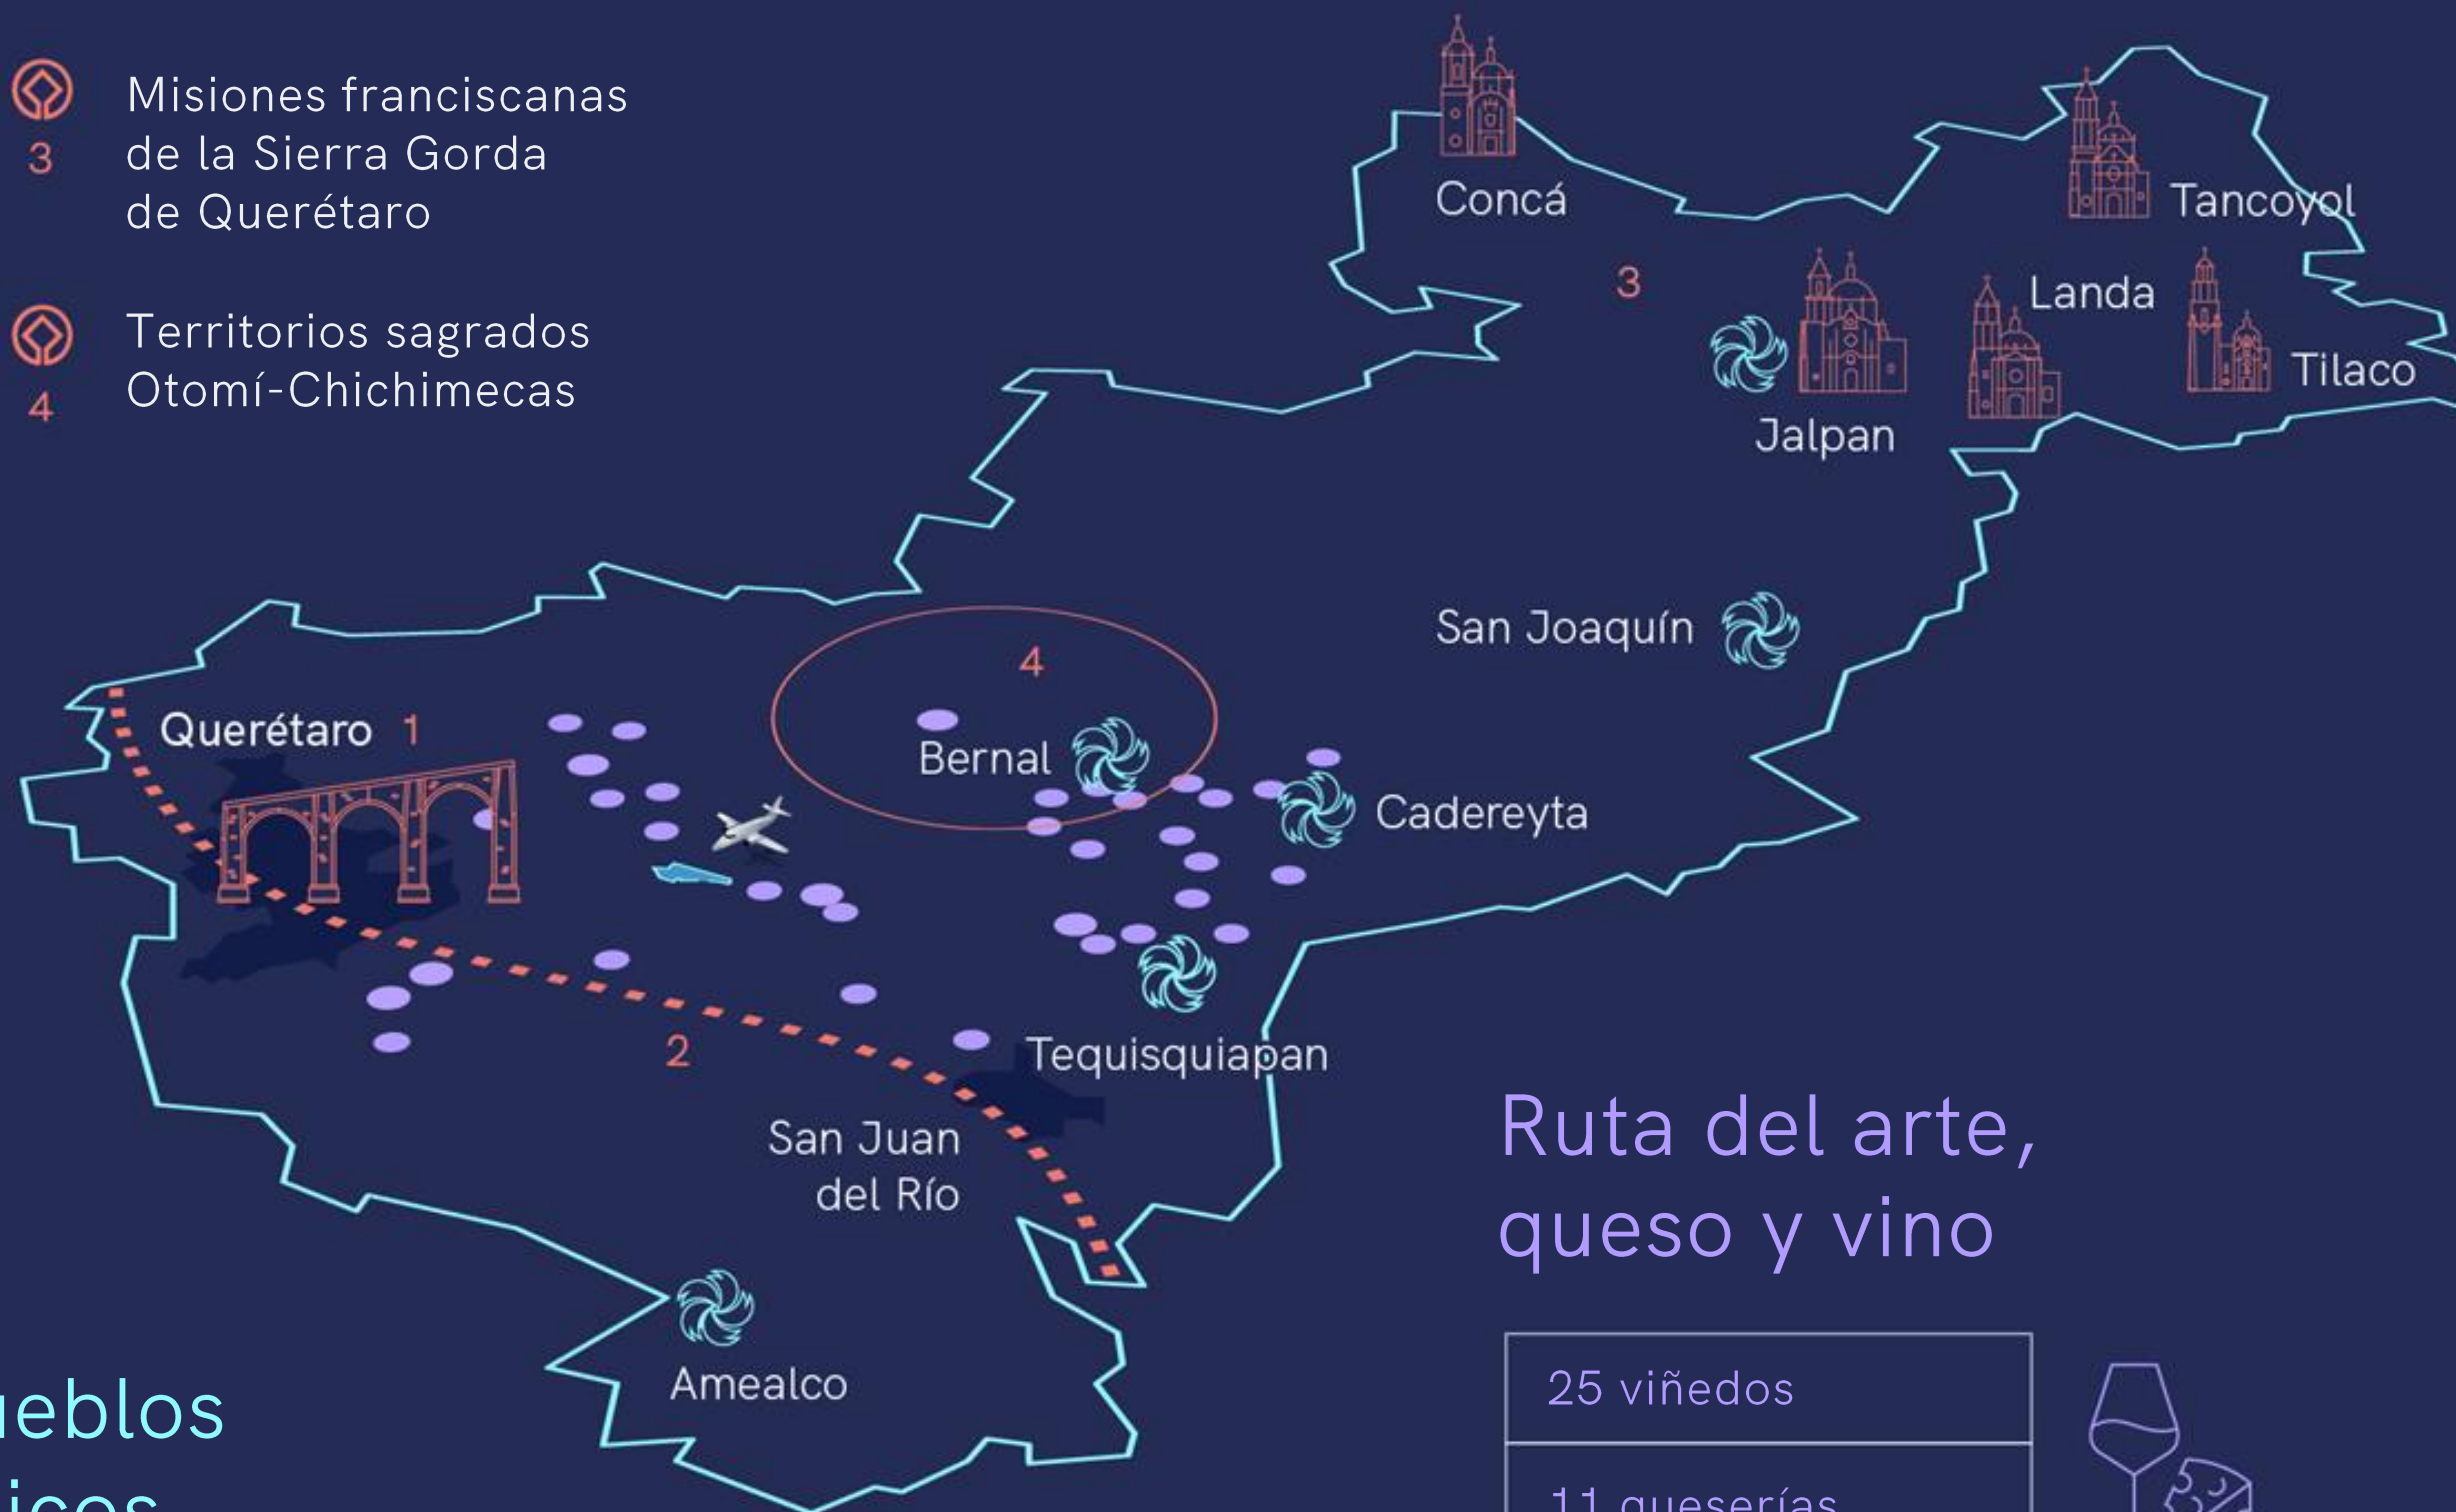 Misiones franciscanas
de la Sierra Gorda
de Querétaro
3
Territorios sagrados
Otomí-Chichimecas
4
Concá
Tancoyol
3
Landa
Tilaco
Jalpan
San Joaquín
4
Querétaro 1
Bernal
Cadereyta
2
Tequisquiapan
San Juan
del Río
Amealco
Ruta del arte,
queso y vino
25 viñedos
11 queserías